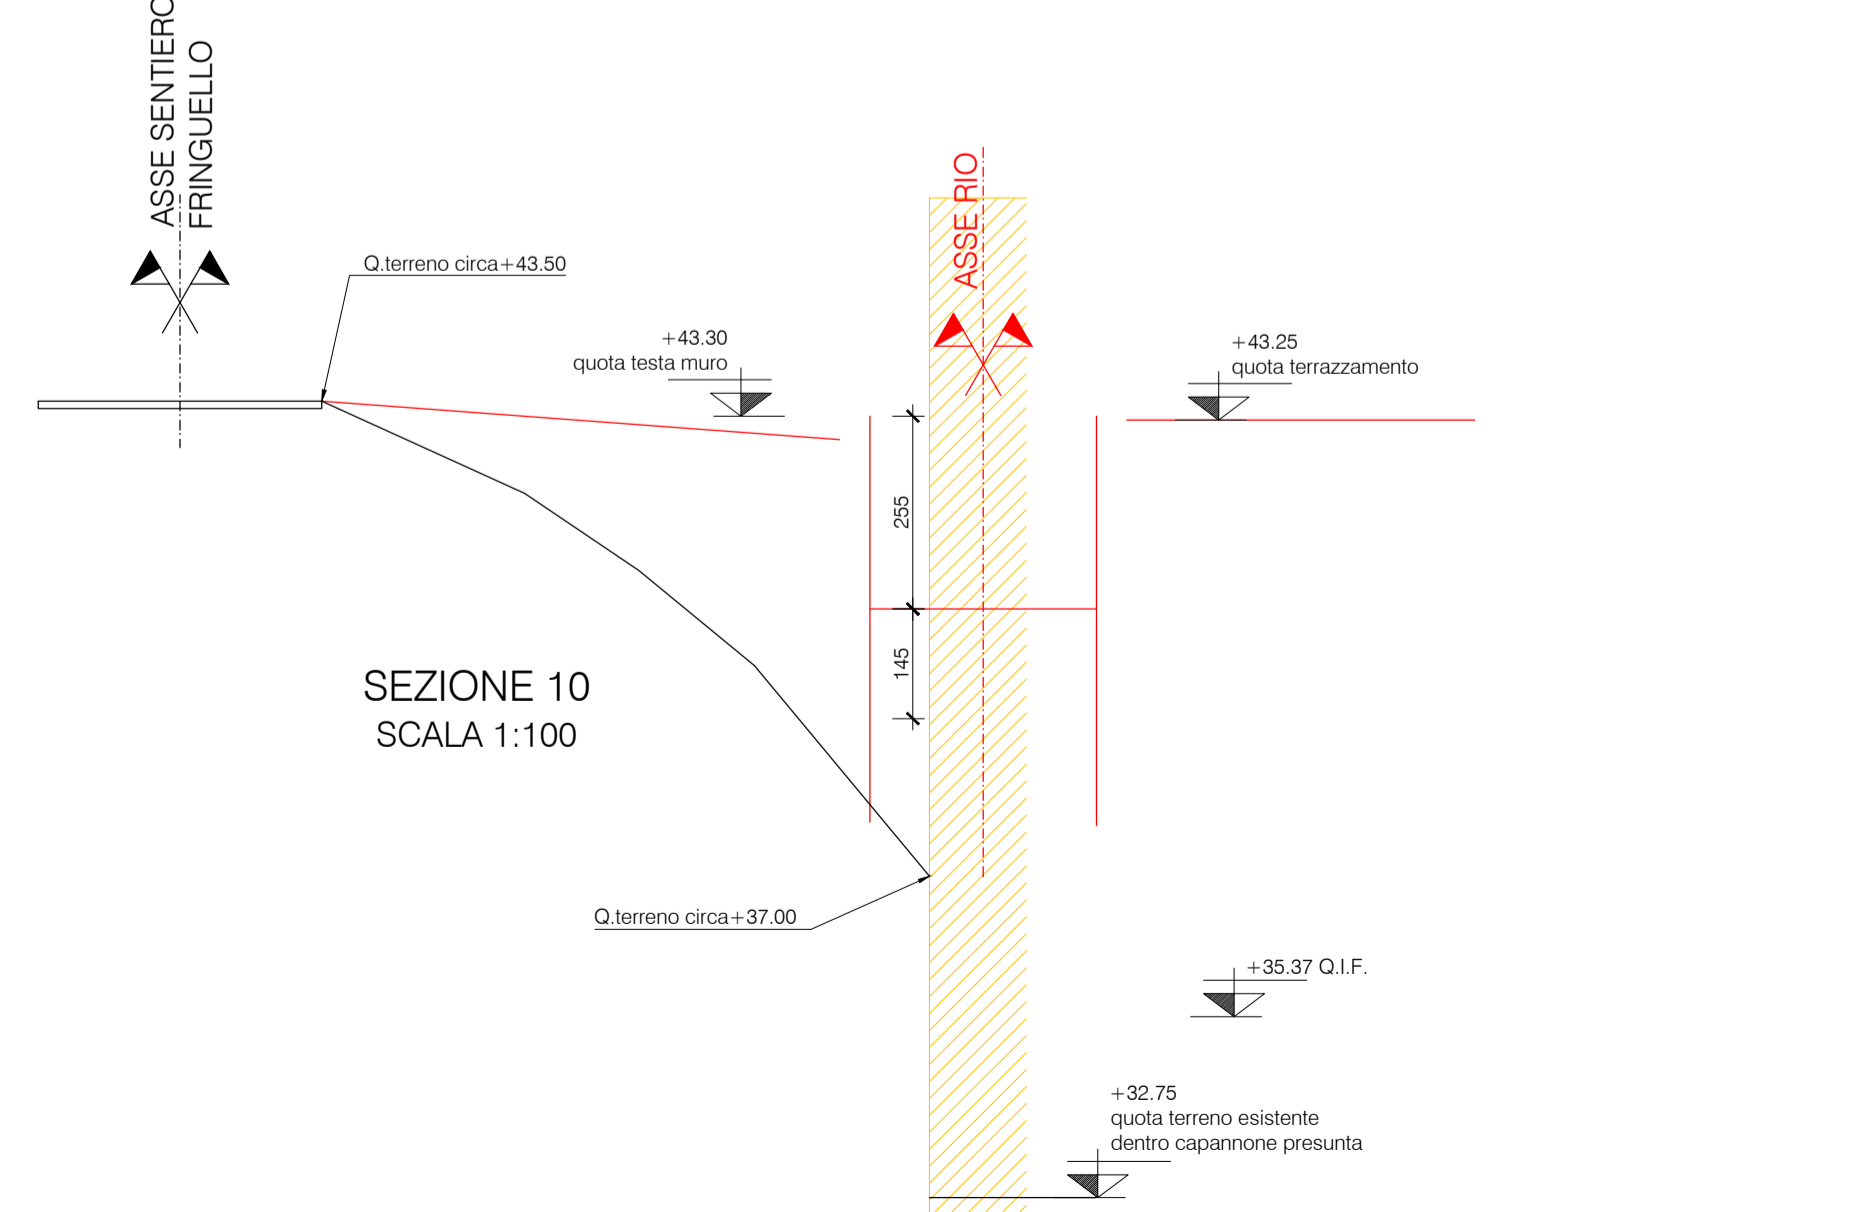 ASSE SENTIERO
FRINGUELLO
Q.terreno circa+43.50
+43.30
quota testa muro
ASSE RIO
+43.25
quota terrazzamento
255
145
SEZIONE 10
SCALA 1:100
Q.terreno circa+37.00
+35.37 Q.I.F.
+32.75
quota terreno esistente
dentro capannone presunta